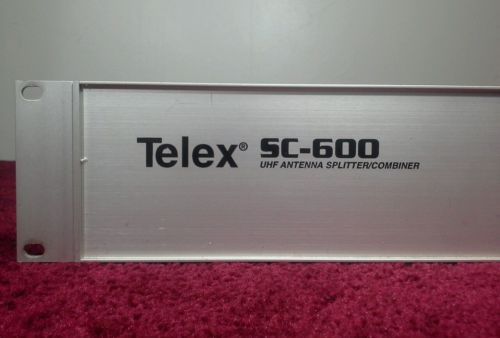 Telex® SC-600
UHF ANTENNA SPLITTER/COMBINER